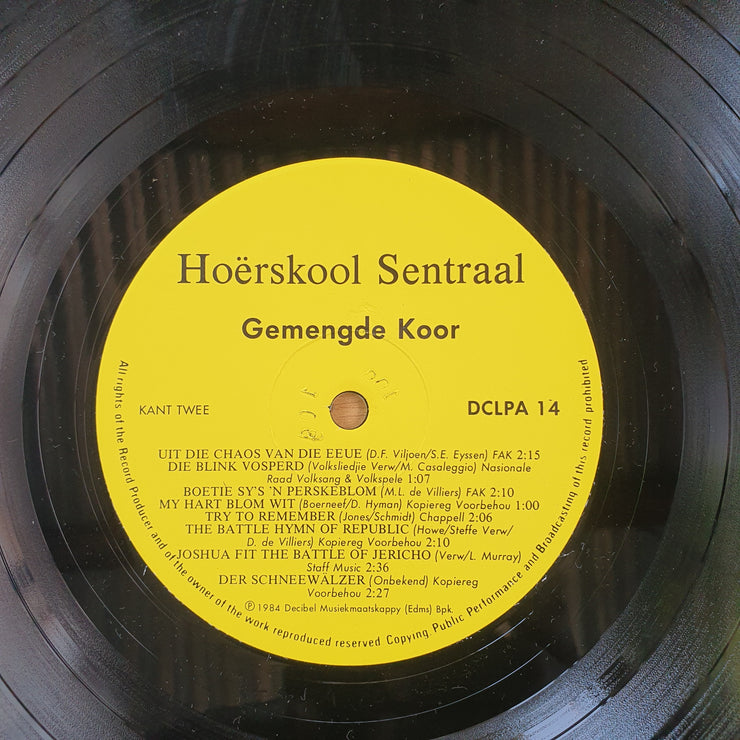 Hoërskool Sentraal
Gemengde Koor
KANT TWEE
DCLPA 14
UIT DIE CHAOS VAN DIE EEUE (D.F. Viljoen/S.E. Eyssen) FAK 2:15
DIE BLINK VOSPERD (Volksliedjie Verw/M. Casaleggio) Nasionale
Raad Volksang & Volkspele 1:07
BOETIE SY'S 'N PERSKEBLOM (M.L. de Villiers) FAK 2:10
MY HART BLOM WIT (Boerneef/D. Hyman) Kopiereg Voorbehou 1:00
TRY TO REMEMBER (Jones/Schmidt) Chappell 2:06
THE BATTLE HYMN OF REPUBLIC (Howe/Steffe Verw/
D. de Villiers) Kopiereg Voorbehou 2:10
JOSHUA FIT THE BATTLE OF JERICHO (Verw/L. Murray)
Staff Music 2:36
DER SCHNEEWÄLZER (Onbekend) Kopiereg
Voorbehou 2:27
Ⓟ 1984 Decibel Musiekmaatskappy (Edms) Bpk.
All rights of the Record Producer and of the owner of the work reproduced reserved Copying. Public Performance and Broadcasting of this record prohibited